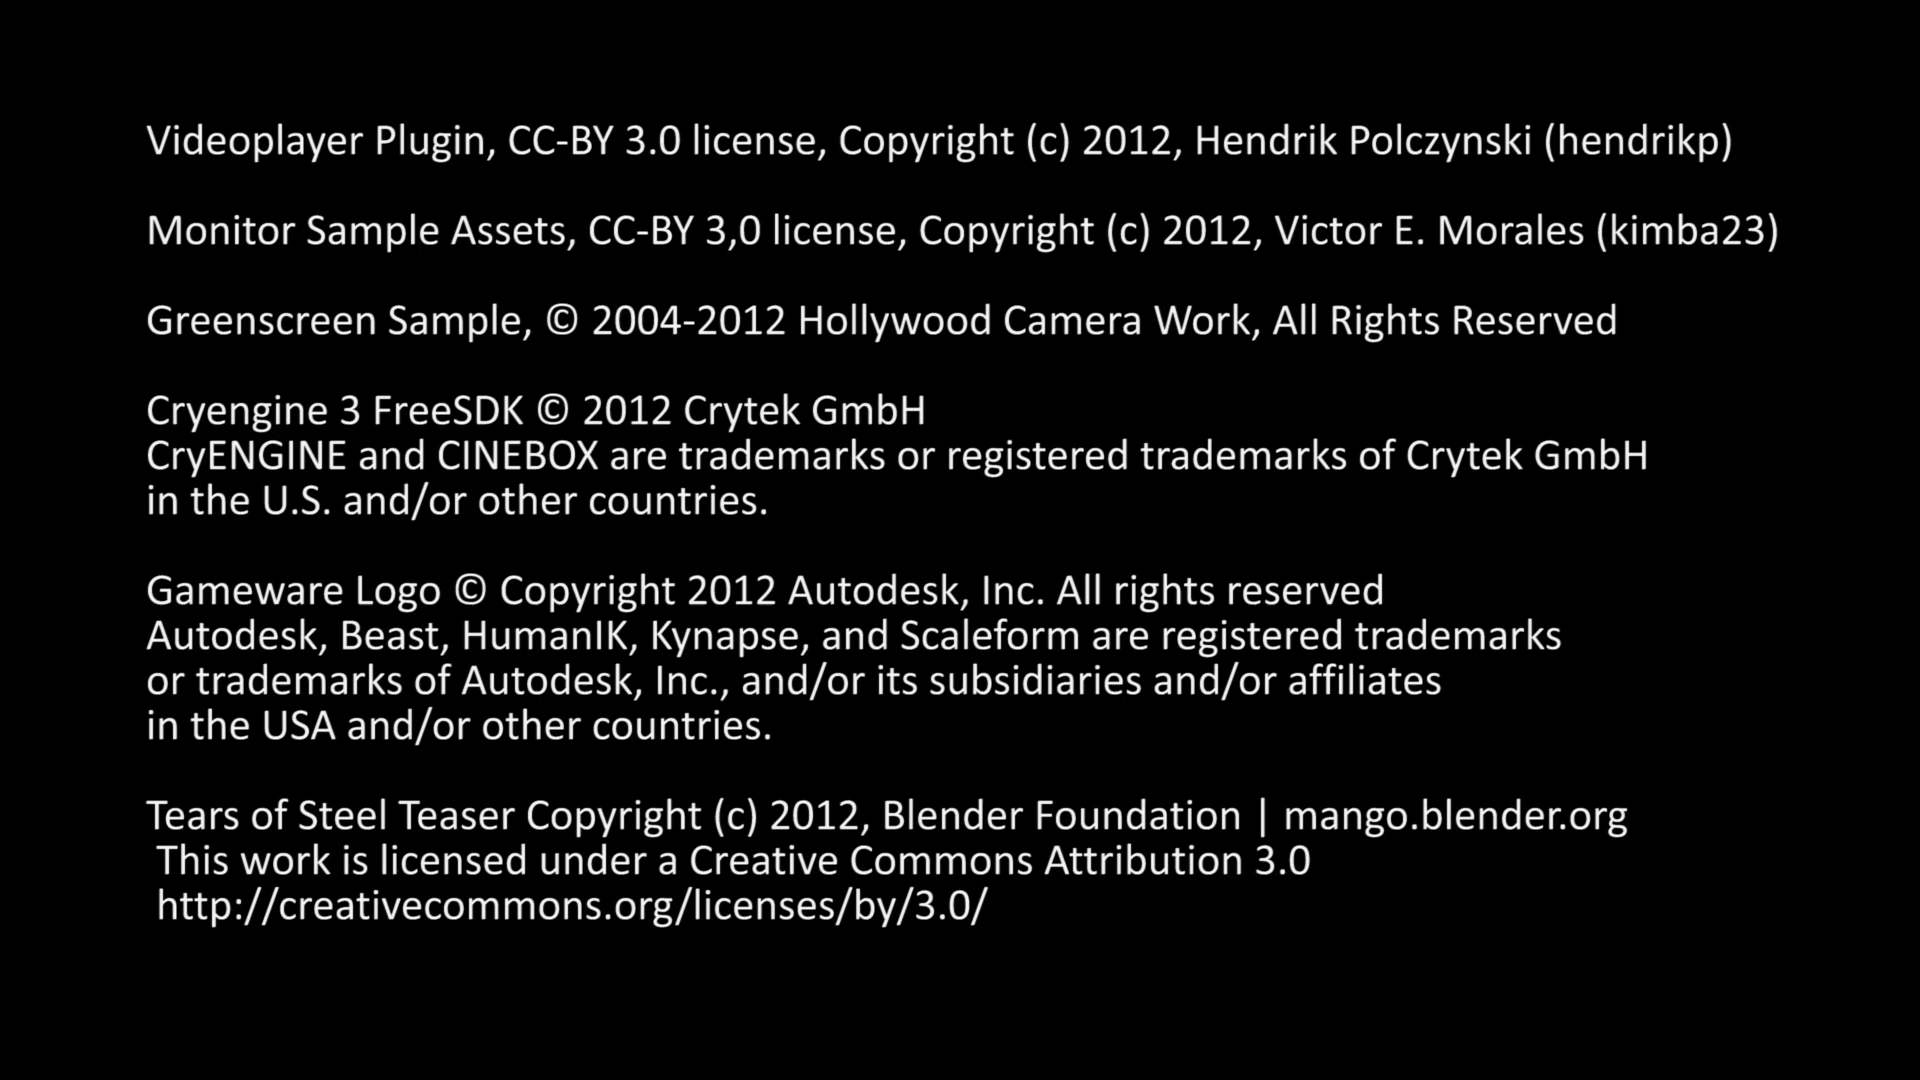 Videoplayer Plugin, CC-BY 3.0 license, Copyright (c) 2012, Hendrik Polczynski (hendrikp)
Monitor Sample Assets, CC-BY 3,0 license, Copyright (c) 2012, Victor E. Morales (kimba23)
Greenscreen Sample, © 2004-2012 Hollywood Camera Work, All Rights Reserved
Cryengine 3 FreeSDK © 2012 Crytek GmbH
CryENGINE and CINEBOX are trademarks or registered trademarks of Crytek GmbH
in the U.S. and/or other countries.
Gameware Logo © Copyright 2012 Autodesk, Inc. All rights reserved
Autodesk, Beast, HumanIK, Kynapse, and Scaleform are registered trademarks
or trademarks of Autodesk, Inc., and/or its subsidiaries and/or affiliates
in the USA and/or other countries.
Tears of Steel Teaser Copyright (c) 2012, Blender Foundation | mango.blender.org
This work is licensed under a Creative Commons Attribution 3.0
http://creativecommons.org/licenses/by/3.0/